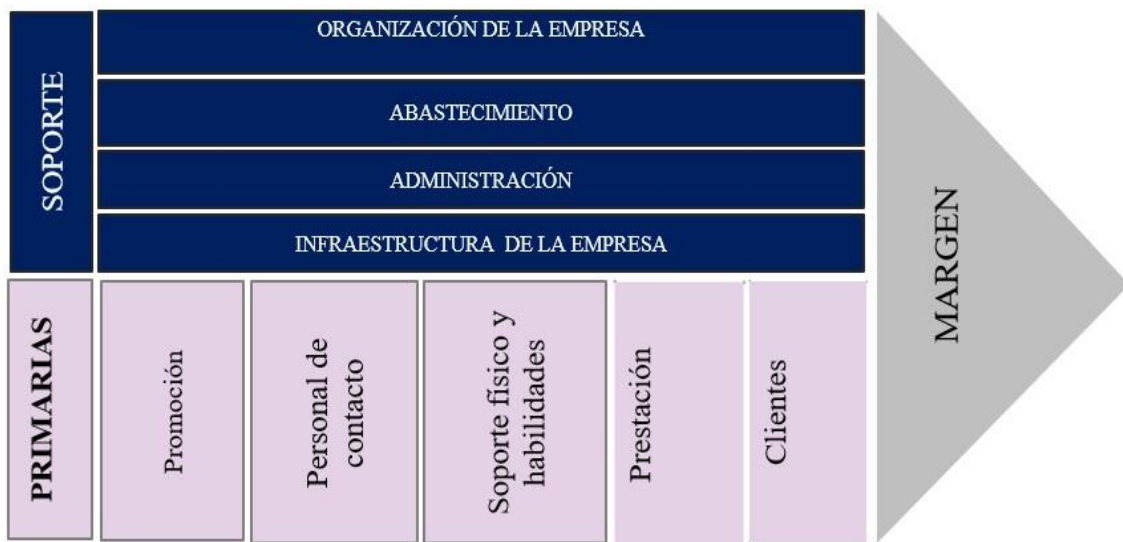 SOPORTE
ORGANIZACIÓN DE LA EMPRESA
ABASTECIMIENTO
ADMINISTRACIÓN
INFRAESTRUCTURA DE LA EMPRESA
PRIMARIAS
Promoción
Personal de
contacto
Soporte físico y
habilidades
Prestación
Clientes
MARGEN